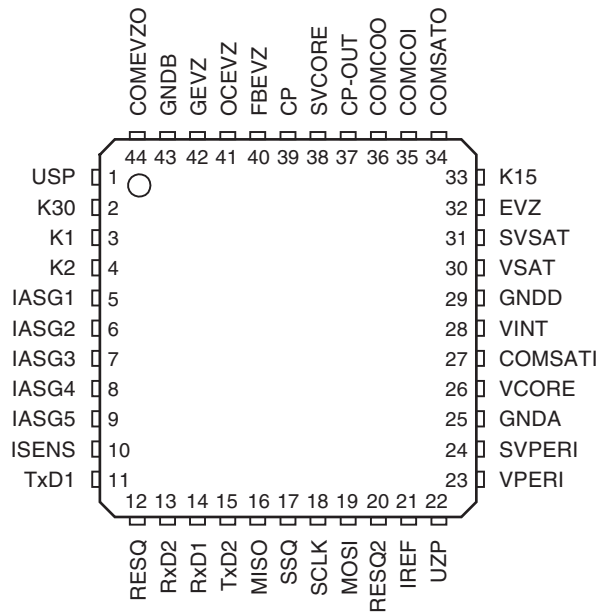 COMEVZO GNDB GEVZ OCEVZ FBEVZ CP SVCORE CP-OUT COMCOO COMCOI COMSATO
44 43 42 41 40 39 38 37 36 35 34
USP 1 33 K15
K30 2 32 EVZ
K1 3 31 SVSAT
K2 4 30 VSAT
IASG1 5 29 GNDD
IASG2 6 28 VINT
IASG3 7 27 COMSATI
IASG4 8 26 VCORE
IASG5 9 25 GNDA
ISENS 10 24 SVPERI
TxD1 11 23 VPERI
12 13 14 15 16 17 18 19 20 21 22
RESQ RxD2 RxD1 TxD2 MISO SSQ SCLK MOSI RESQ2 IREF UZP